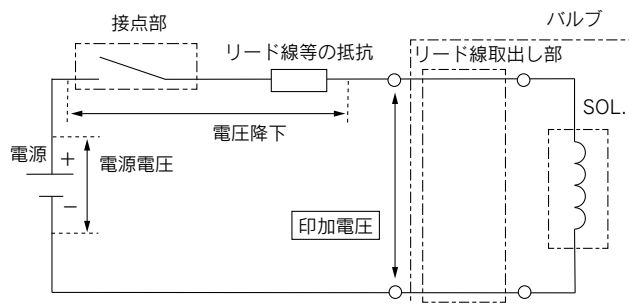 バルブ
接点部
リード線等の抵抗
リード線取出し部
電圧降下
SOL.
電源
+
電源電圧
−
印加電圧